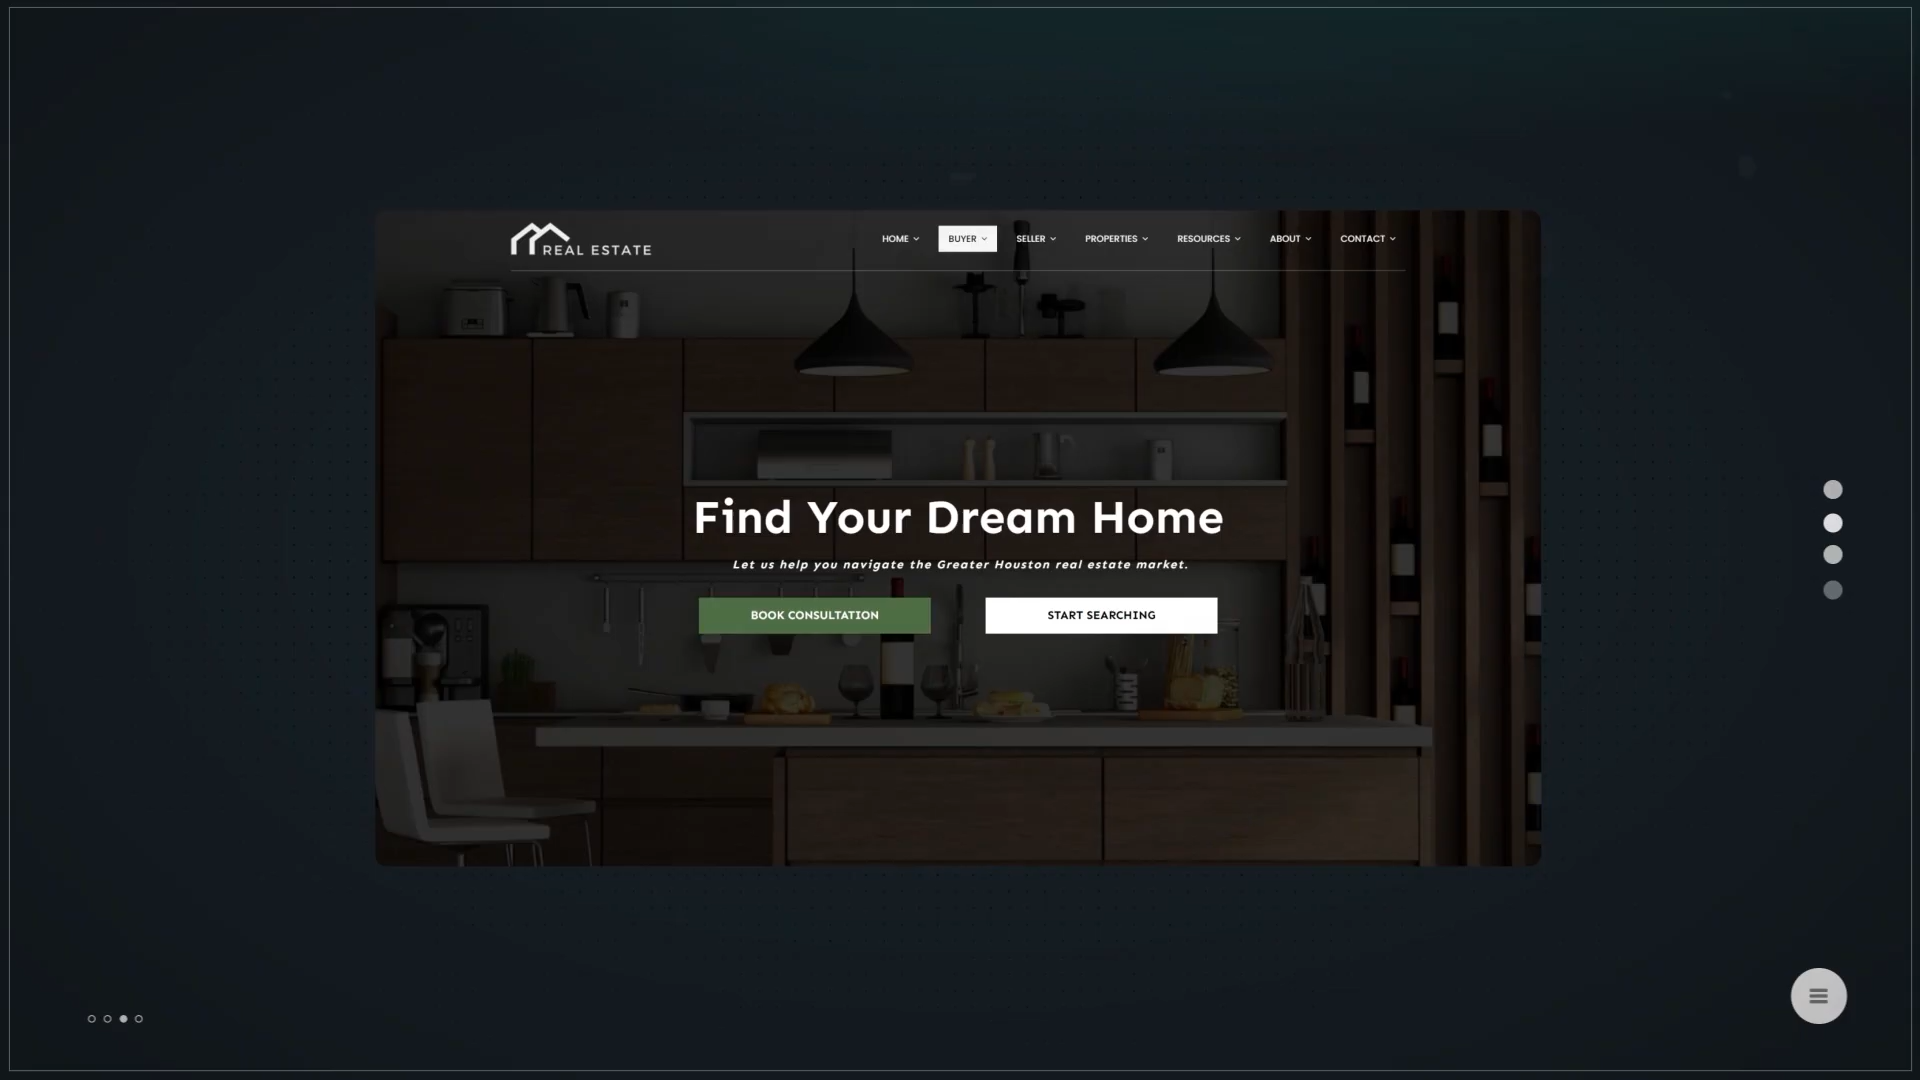 REAL ESTATE
HOME BUYER SELLER PROPERTIES RESOURCES ABOUT CONTACT
Find Your Dream Home
Let us help you navigate the Greater Houston real estate market.
BOOK CONSULTATION START SEARCHING